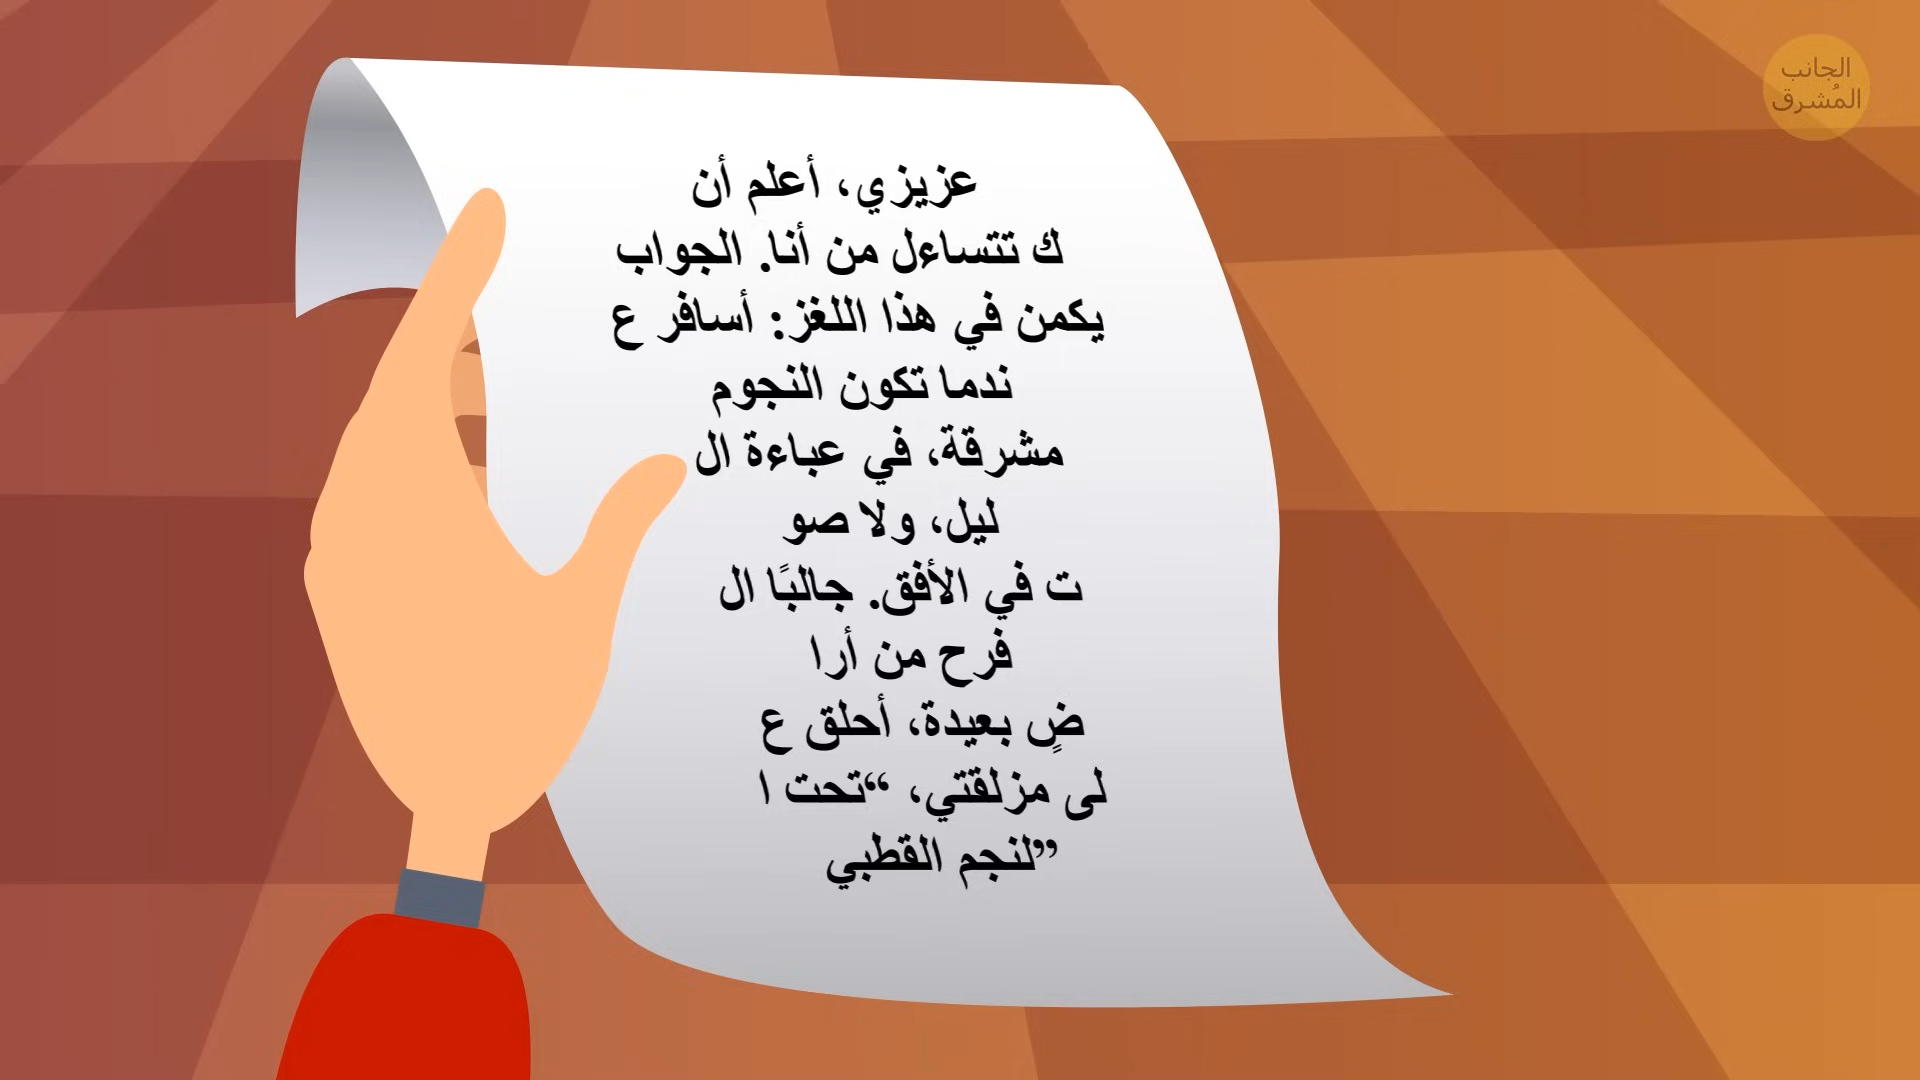 الجانب
المُشرق
عزيزي، أعلم أن
ك تتساءل من أنا. الجواب
يكمن في هذا اللغز: أسافر ع
ندما تكون النجوم
مشرقة، في عباءة ال
ليل، ولا صو
ت في الأفق. جالبًا ال
فرح من أرا
ضٍ بعيدة، أحلق ع
لى مزلقتي، “تحت ا
”لنجم القطبي